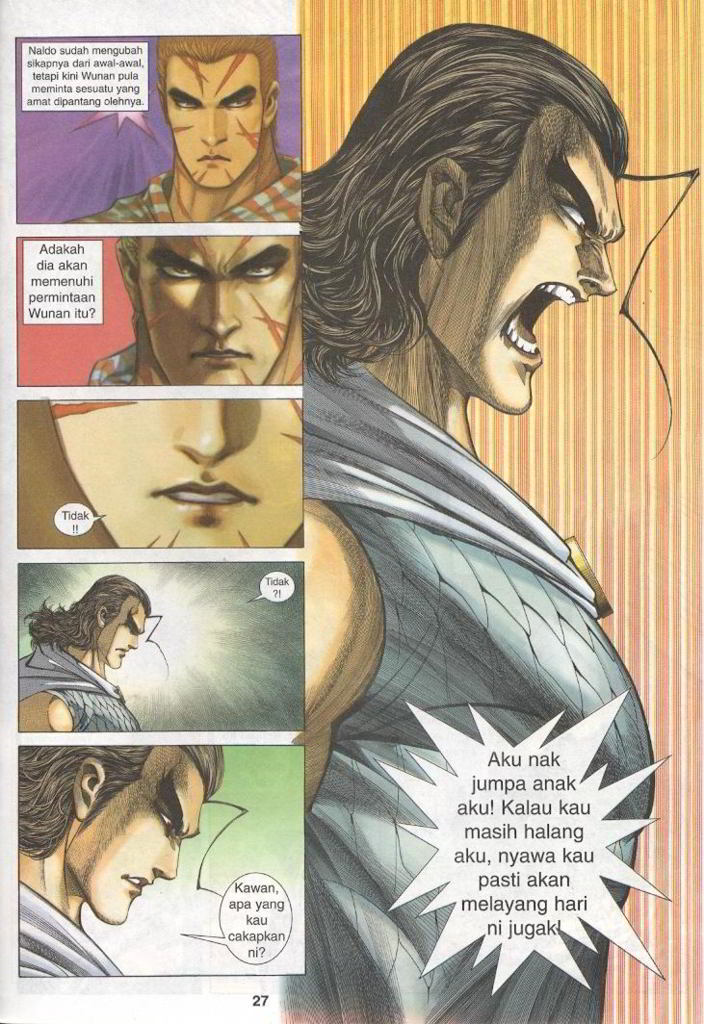 Naldo sudah mengubah
sikapnya dari awal-awal,
tetapi kini Wunan pula
meminta sesuatu yang
amat dipantang olehnya.
Adakah
dia akan
memenuhi
permintaan
Wunan itu?
Tidak
!!
Tidak
?!
Kawan,
apa yang
kau
cakapkan
ni?
Aku nak
jumpa anak
aku! Kalau kau
masih halang
aku, nyawa kau
pasti akan
melayang hari
ni jugak!
27